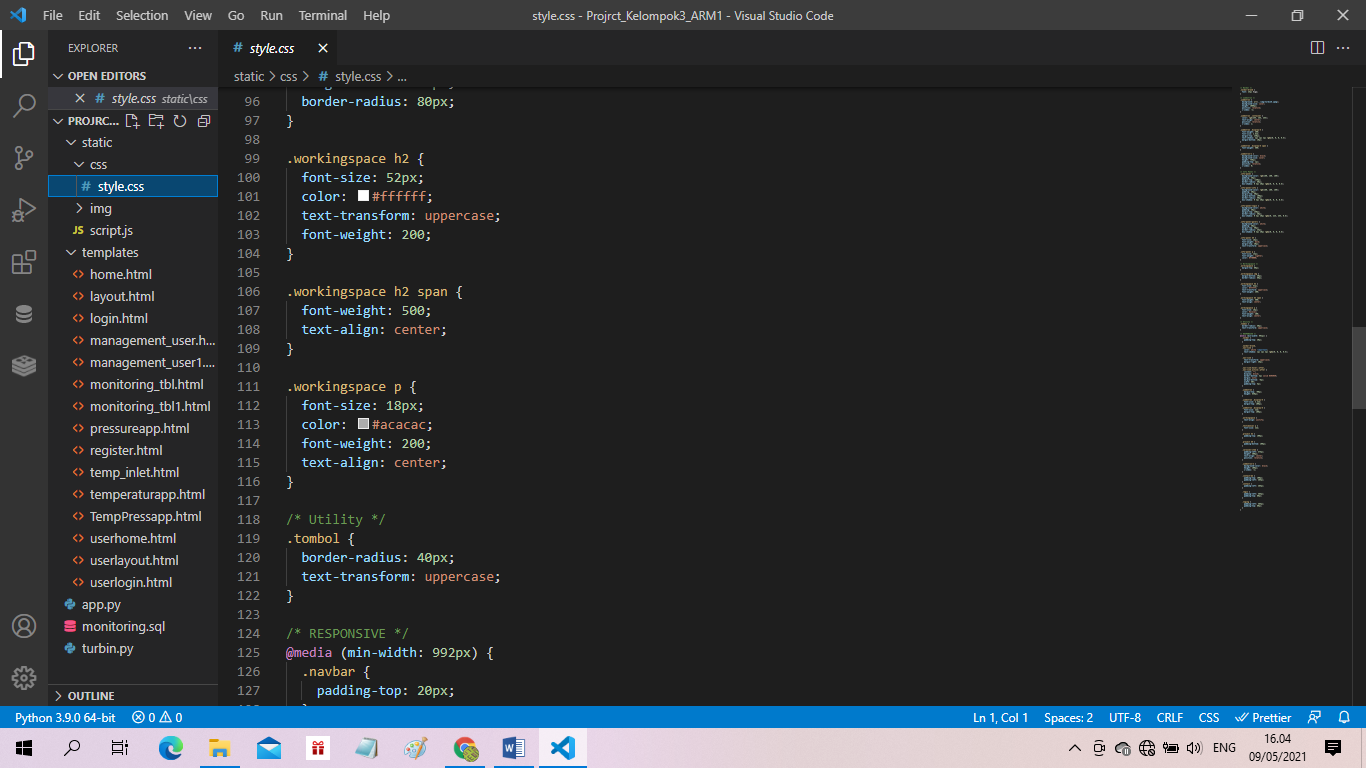 File Edit Selection View Go Run Terminal Help
style.css - Projrct_Kelompok3_ARM1 - Visual Studio Code
EXPLORER
OPEN EDITORS
# style.css static\css
PROJRC...
static
css
# style.css
img
JS script.js
templates
<> home.html
<> layout.html
<> login.html
<> management_user.h...
<> management_user1....
<> monitoring_tbl.html
<> monitoring_tbl1.html
<> pressureapp.html
<> register.html
<> temp_inlet.html
<> temperaturapp.html
<> TempPressapp.html
<> userhome.html
<> userlayout.html
<> userlogin.html
app.py
monitoring.sql
turbin.py
OUTLINE
# style.css
static > css > # style.css > ...
96 border-radius: 80px;
97 }
98
99 .workingspace h2 {
100 font-size: 52px;
101 color: #ffffff;
102 text-transform: uppercase;
103 font-weight: 200;
104 }
105
106 .workingspace h2 span {
107 font-weight: 500;
108 text-align: center;
109 }
110
111 .workingspace p {
112 font-size: 18px;
113 color: #acacac;
114 font-weight: 200;
115 text-align: center;
116 }
117
118 /* Utility */
119 .tombol {
120 border-radius: 40px;
121 text-transform: uppercase;
122 }
123
124 /* RESPONSIVE */
125 @media (min-width: 992px) {
126 .navbar {
127 padding-top: 20px;
Python 3.9.0 64-bit 0 0
Ln 1, Col 1 Spaces: 2 UTF-8 CRLF CSS Prettier
ENG
16.04
09/05/2021